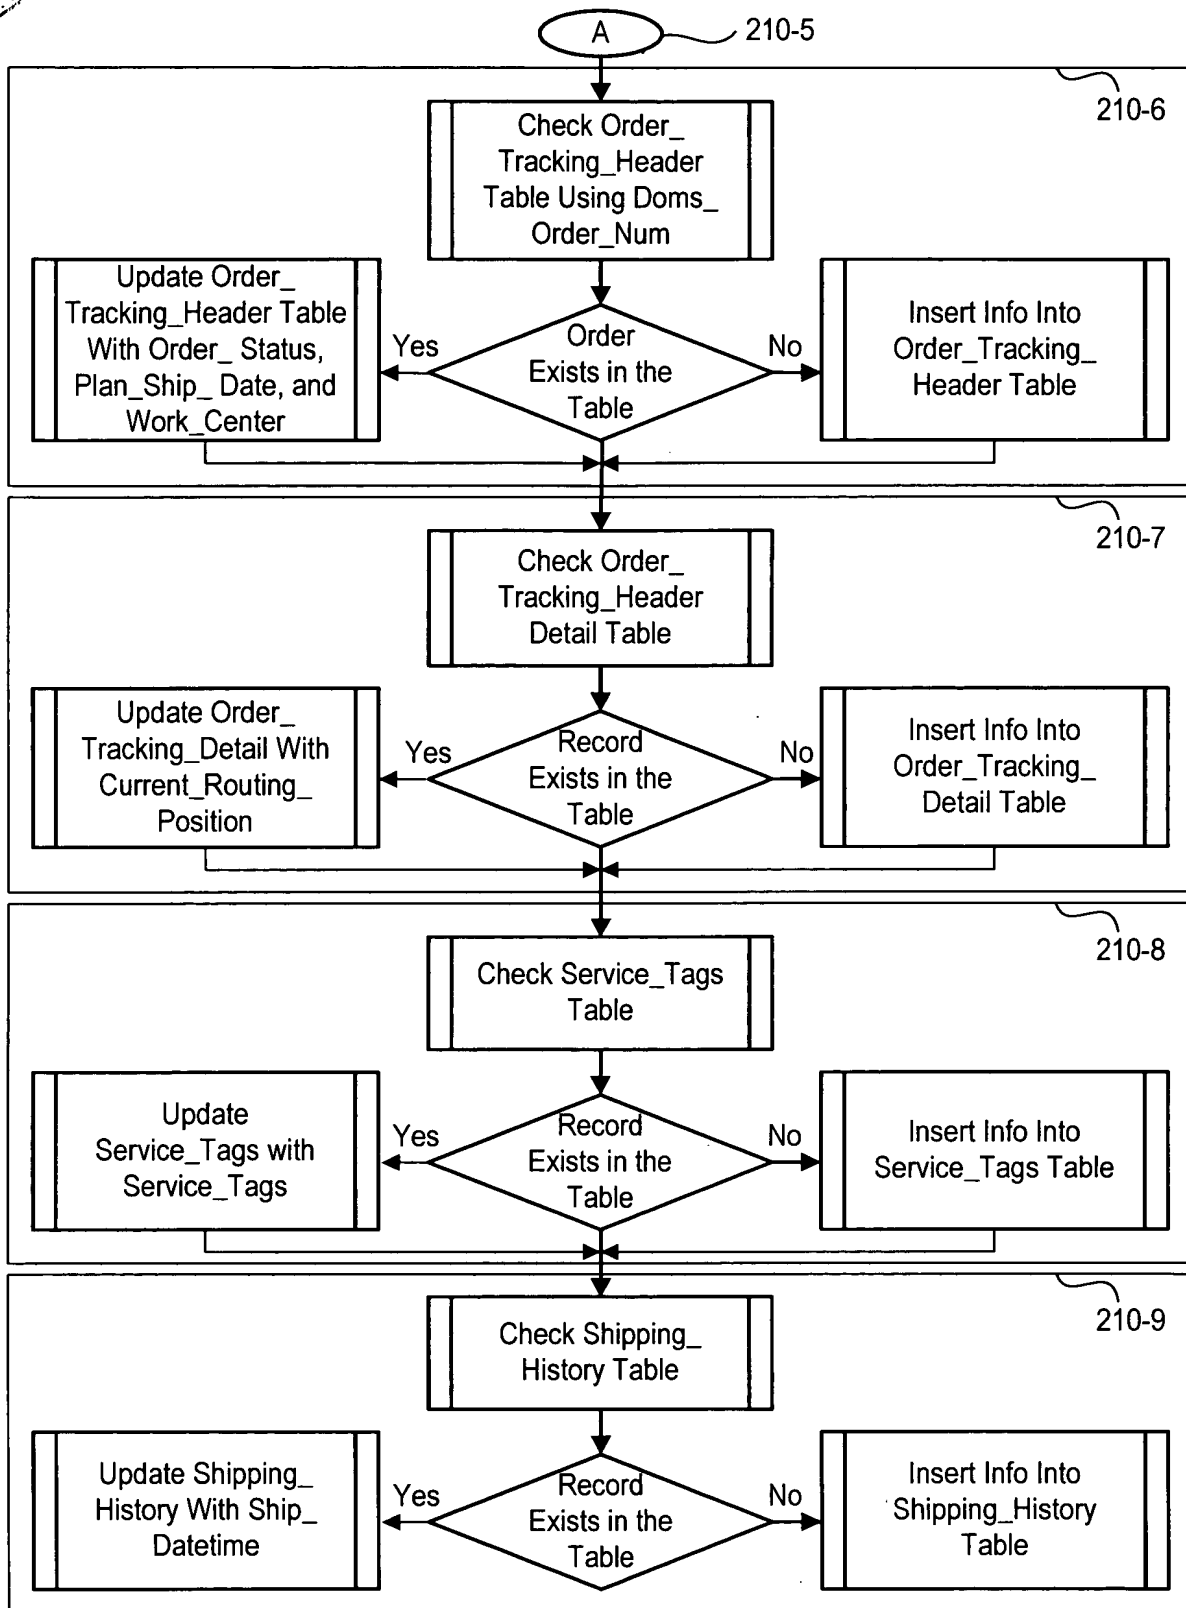 A
210-5
210-6
Check Order_
Tracking_Header
Table Using Doms_
Order_Num
Update Order_
Tracking_Header Table
With Order_ Status,
Plan_Ship_ Date, and
Work_Center
Yes
Order
Exists in the
Table
No
Insert Info Into
Order_Tracking_
Header Table
210-7
Check Order_
Tracking_Header
Detail Table
Update Order_
Tracking_Detail With
Current_Routing_
Position
Yes
Record
Exists in the
Table
No
Insert Info Into
Order_Tracking_
Detail Table
210-8
Check Service_Tags
Table
Update
Service_Tags with
Service_Tags
Yes
Record
Exists in the
Table
No
Insert Info Into
Service_Tags Table
210-9
Check Shipping_
History Table
Update Shipping_
History With Ship_
Datetime
Yes
Record
Exists in the
Table
No
Insert Info Into
Shipping_History
Table